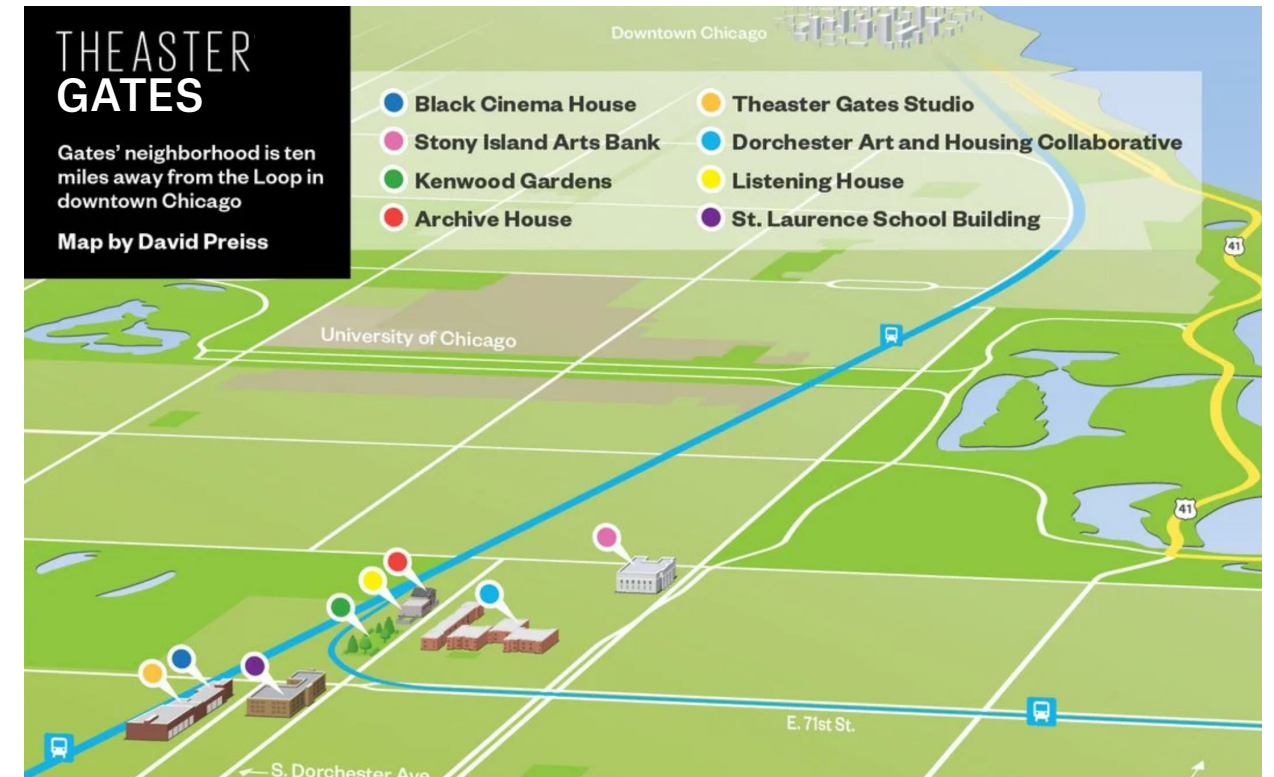 THEASTER
GATES
Gates' neighborhood is ten
miles away from the Loop in
downtown Chicago
Map by David Preiss
Downtown Chicago
Black Cinema House
Stony Island Arts Bank
Kenwood Gardens
Archive House
Theaster Gates Studio
Dorchester Art and Housing Collaborative
Listening House
St. Laurence School Building
41
University of Chicago
41
E. 71st St.
S. Dorchester Ave